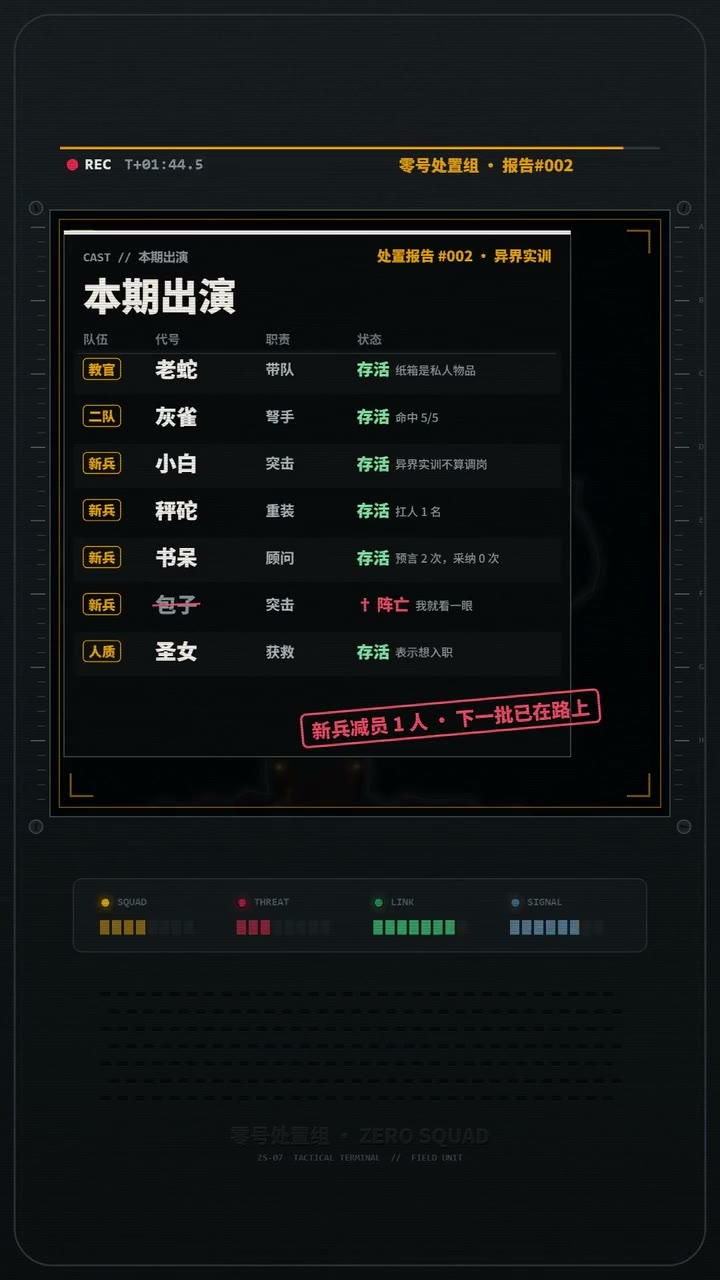 REC T+01:44.5 零号处置组 · 报告#002
CAST // 本期出演 处置报告 #002 · 异界实训
本期出演
队伍 代号 职责 状态
教官 老蛇 带队 存活 纸箱是私人物品
二队 灰雀 弩手 存活 命中 5/5
新兵 小白 突击 存活 异界实训不算调岗
新兵 秤砣 重装 存活 扛人 1 名
新兵 书呆 顾问 存活 预言 2 次，采纳 0 次
新兵 包子 突击 † 阵亡 我就看一眼
人质 圣女 获救 存活 表示想入职
新兵减员 1 人 · 下一批已在路上
SQUAD THREAT LINK SIGNAL
零号处置组 · ZERO SQUAD
ZS-07 TACTICAL TERMINAL // FIELD UNIT